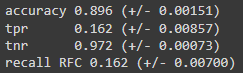 accuracy 0.896 (+/- 0.00151)
tpr 0.162 (+/- 0.00857)
tnr 0.972 (+/- 0.00073)
recall RFC 0.162 (+/- 0.00700)